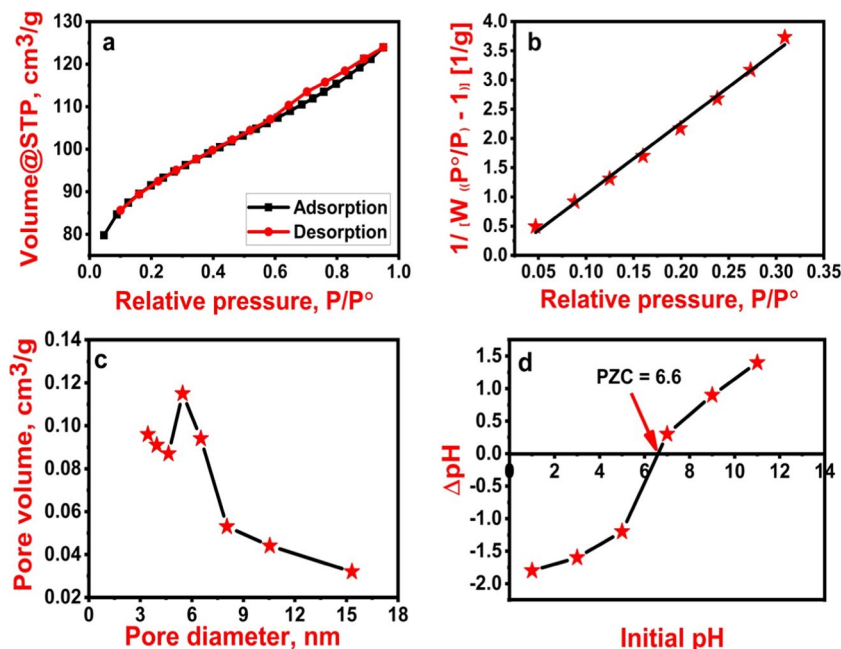 a
Volume@STP, cm³/g
130
120
110
100
90
80
Adsorption
Desorption
0.0 0.2 0.4 0.6 0.8 1.0
Relative pressure, P/P°
b
1/ [W ((P°/P) - 1)] [1/g]
4.0
3.5
3.0
2.5
2.0
1.5
1.0
0.5
0.0
0.05 0.10 0.15 0.20 0.25 0.30 0.35
Relative pressure, P/P°
c
Pore volume, cm³/g
0.14
0.12
0.10
0.08
0.06
0.04
0.02
0 3 6 9 12 15 18
Pore diameter, nm
d
PZC = 6.6
ΔpH
1.5
1.0
0.5
0.0
-0.5
-1.0
-1.5
-2.0
0 2 4 6 8 10 12 14
Initial pH